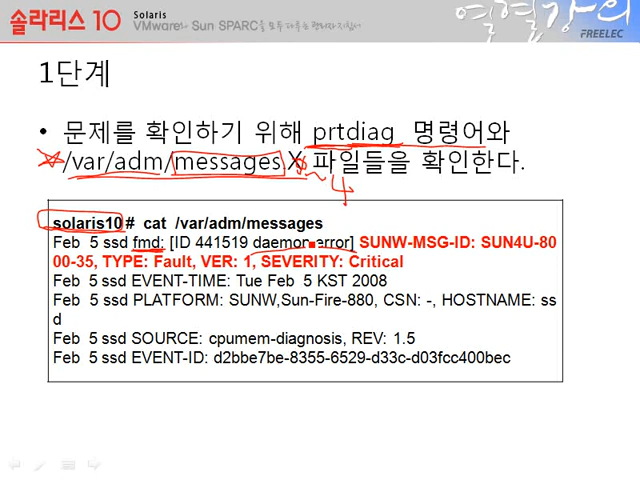 솔라리스 10
Solaris
VMware와 Sun SPARC을 모두 다루는 관리자 지침서
열혈강의
FREELEC
1단계
• 문제를 확인하기 위해 prtdiag 명령어와
/var/adm/messages.X 파일들을 확인한다.
4
solaris10 # cat /var/adm/messages
Feb 5 ssd fmd: [ID 441519 daemon.error] SUNW-MSG-ID: SUN4U-80
00-35, TYPE: Fault, VER: 1, SEVERITY: Critical
Feb 5 ssd EVENT-TIME: Tue Feb 5 KST 2008
Feb 5 ssd PLATFORM: SUNW,Sun-Fire-880, CSN: -, HOSTNAME: ss
d
Feb 5 ssd SOURCE: cpumem-diagnosis, REV: 1.5
Feb 5 ssd EVENT-ID: d2bbe7be-8355-6529-d33c-d03fcc400bec